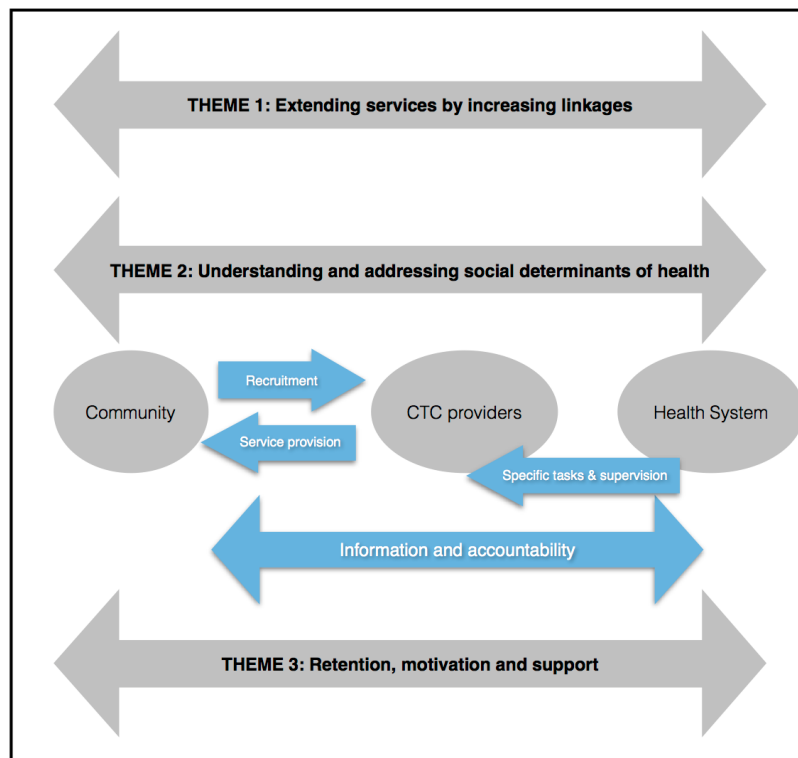 THEME 1: Extending services by increasing linkages
THEME 2: Understanding and addressing social determinants of health
Recruitment
Community
CTC providers
Health System
Service provision
Specific tasks & supervision
Information and accountability
THEME 3: Retention, motivation and support